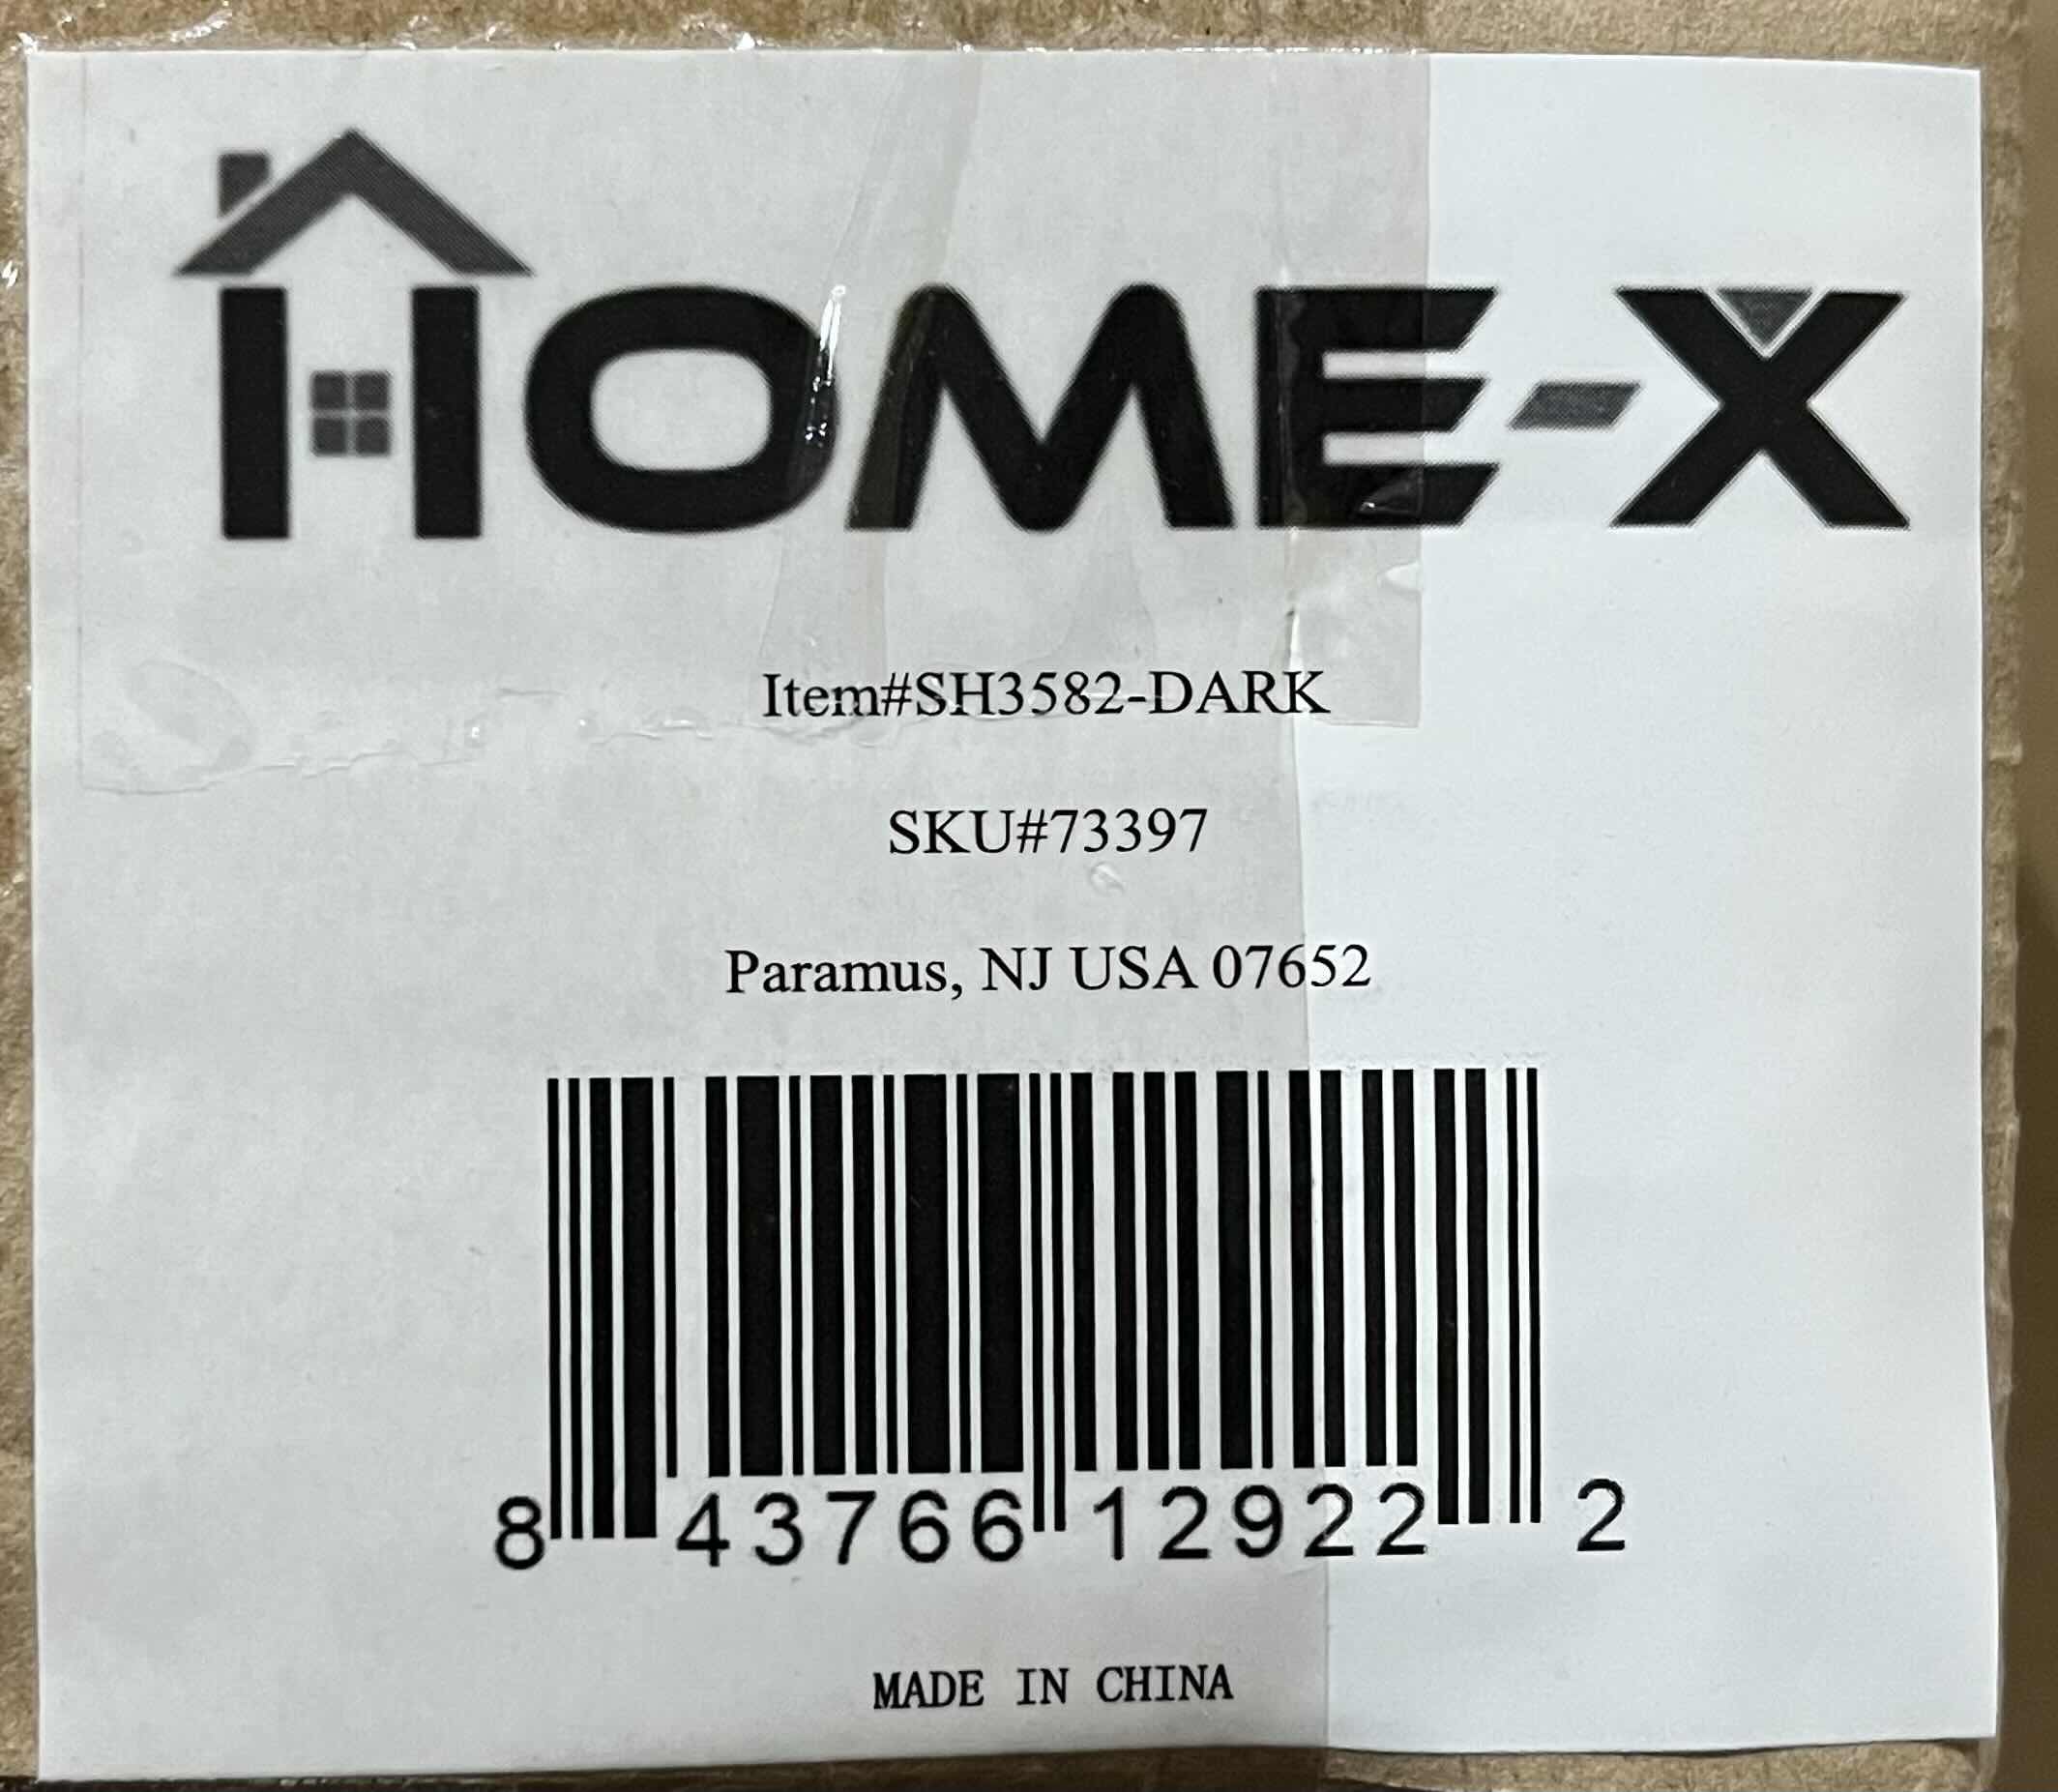 HOME-X
Item#SH3582-DARK
SKU#73397
Paramus, NJ USA 07652
8 43766 12922 2
MADE IN CHINA